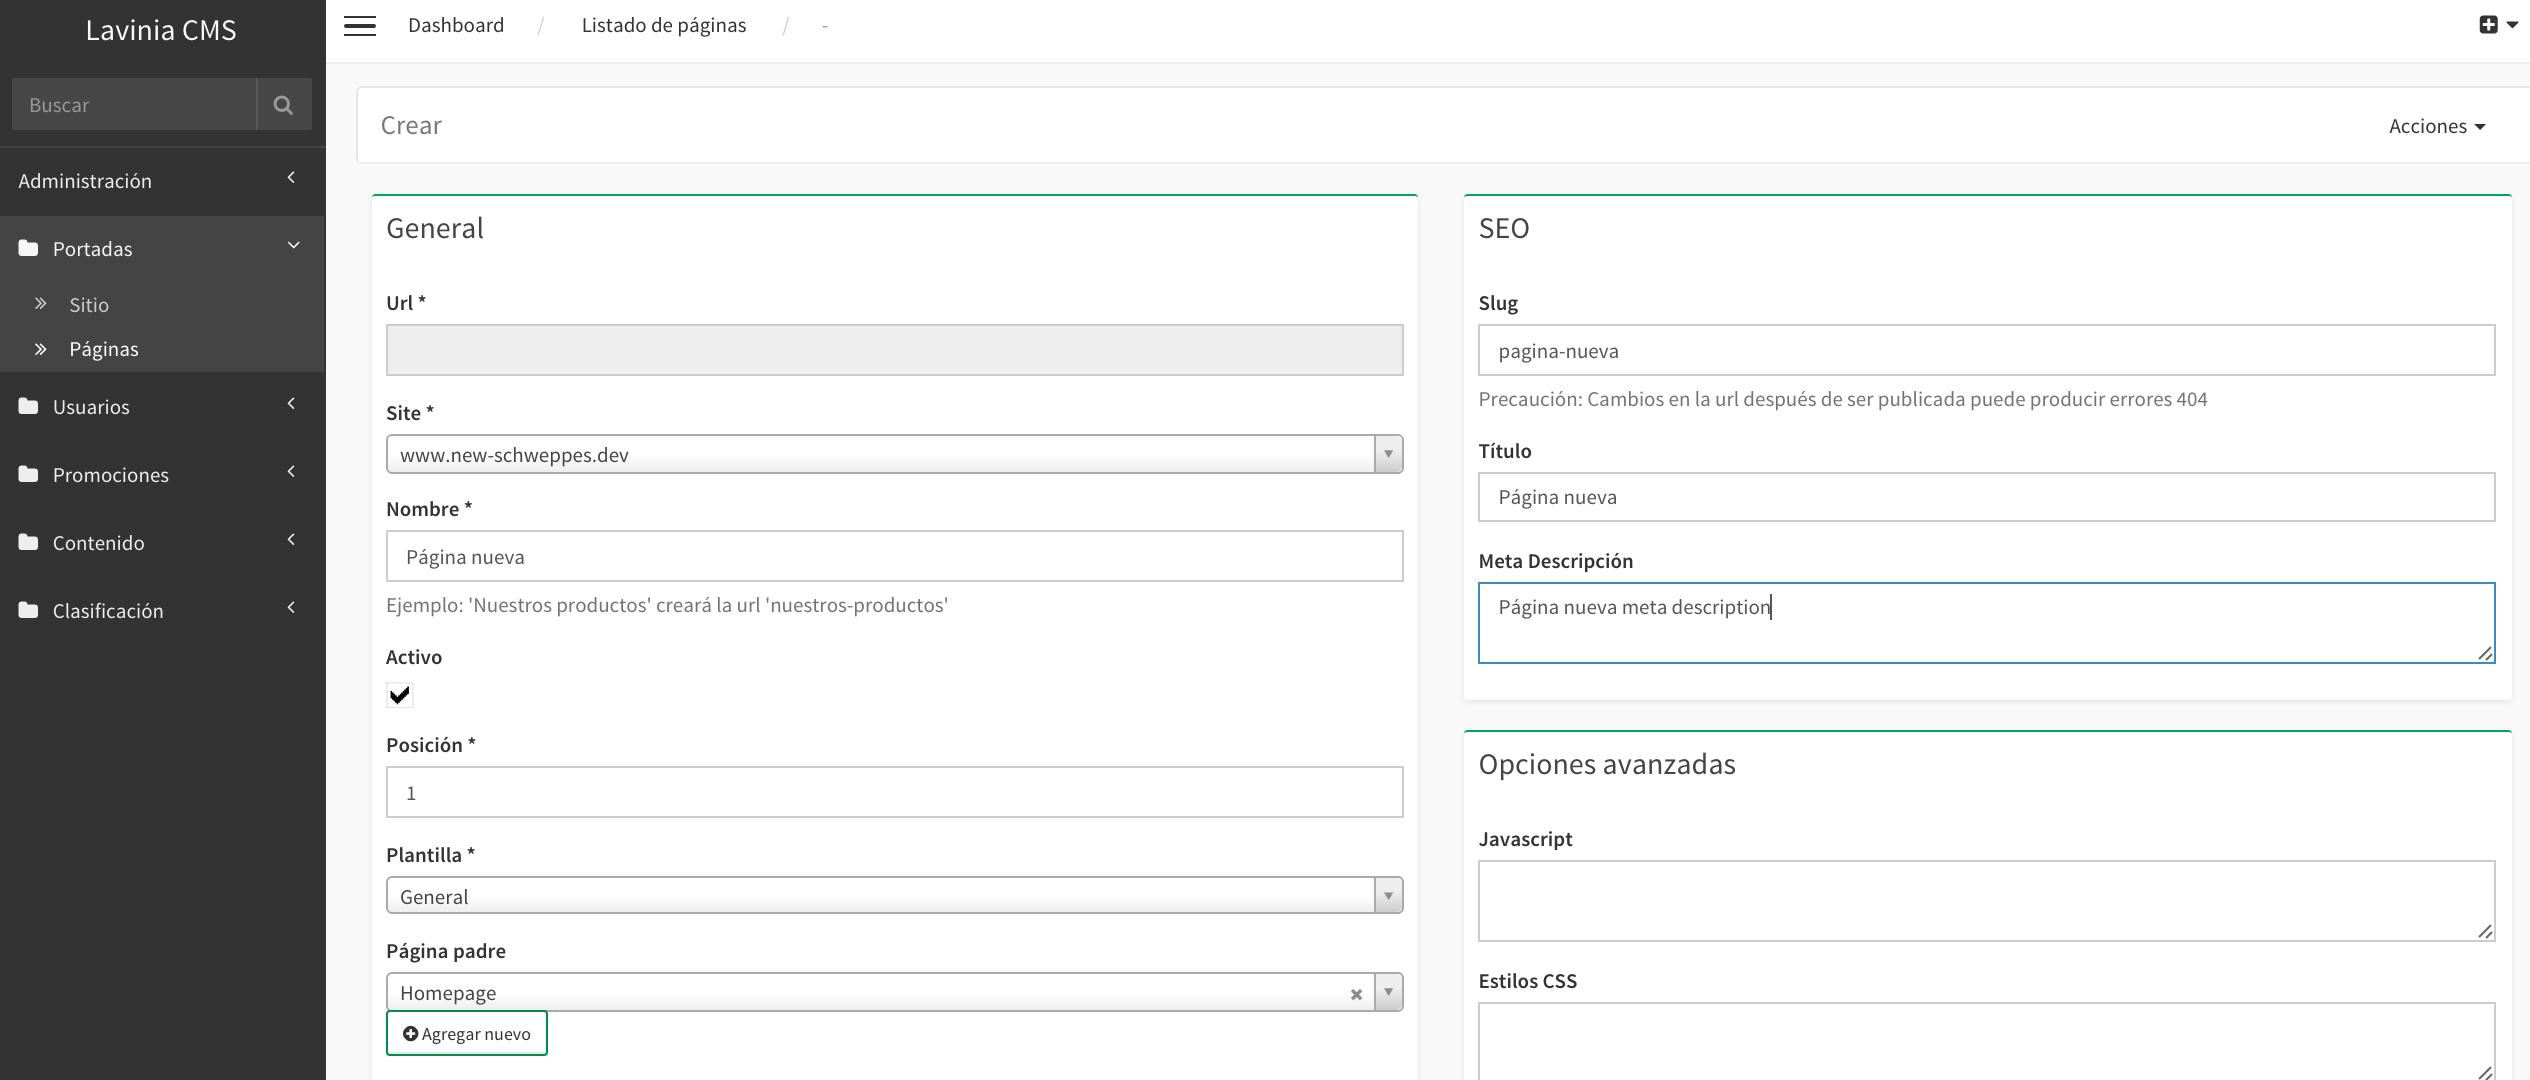 Lavinia CMS
Buscar
Administración
Portadas
Sitio
Páginas
Usuarios
Promociones
Contenido
Clasificación
Dashboard / Listado de páginas / -
Crear
Acciones
General
Url *
Site *
www.new-schweppes.dev
Nombre *
Página nueva
Ejemplo: 'Nuestros productos' creará la url 'nuestros-productos'
Activo
Posición *
1
Plantilla *
General
Página padre
Homepage
Agregar nuevo
SEO
Slug
pagina-nueva
Precaución: Cambios en la url después de ser publicada puede producir errores 404
Título
Página nueva
Meta Descripción
Página nueva meta description
Opciones avanzadas
Javascript
Estilos CSS